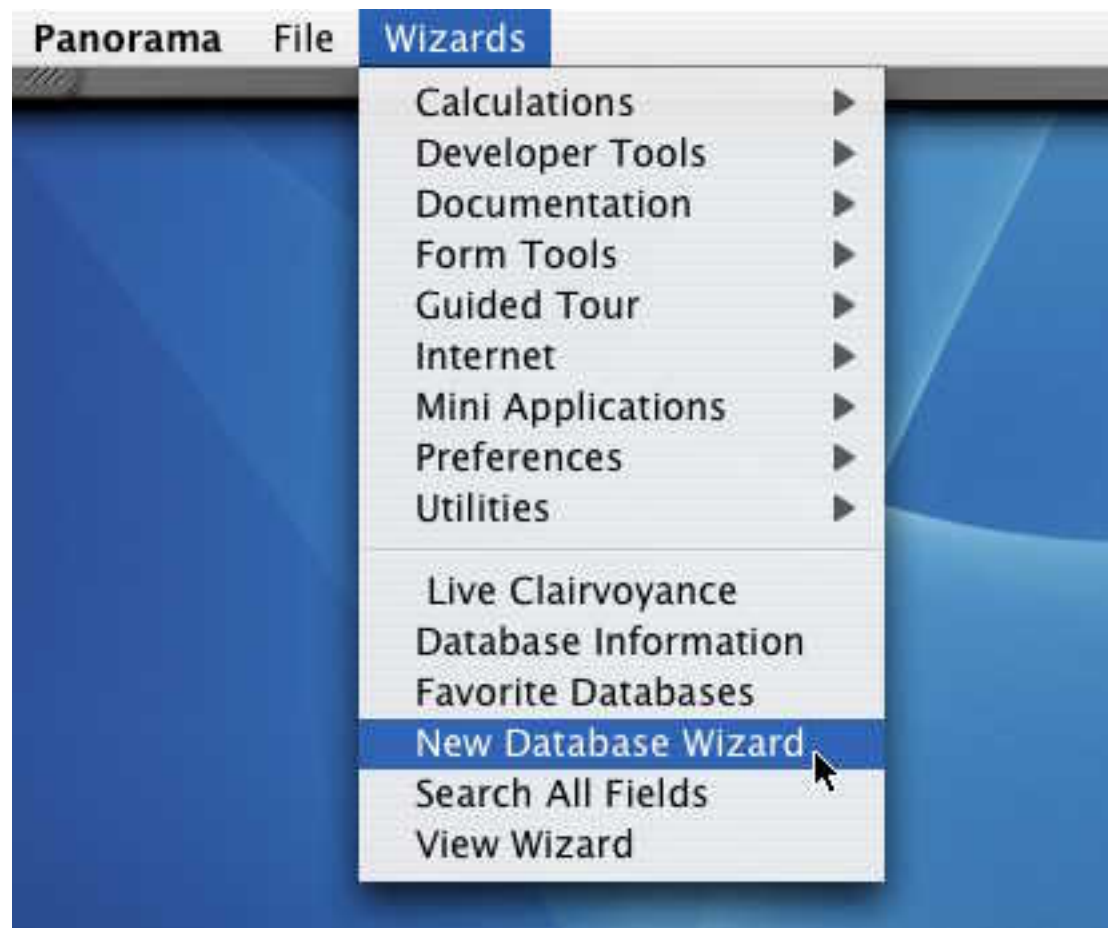 Panorama File Wizards
Calculations
Developer Tools
Documentation
Form Tools
Guided Tour
Internet
Mini Applications
Preferences
Utilities
Live Clairvoyance
Database Information
Favorite Databases
New Database Wizard
Search All Fields
View Wizard